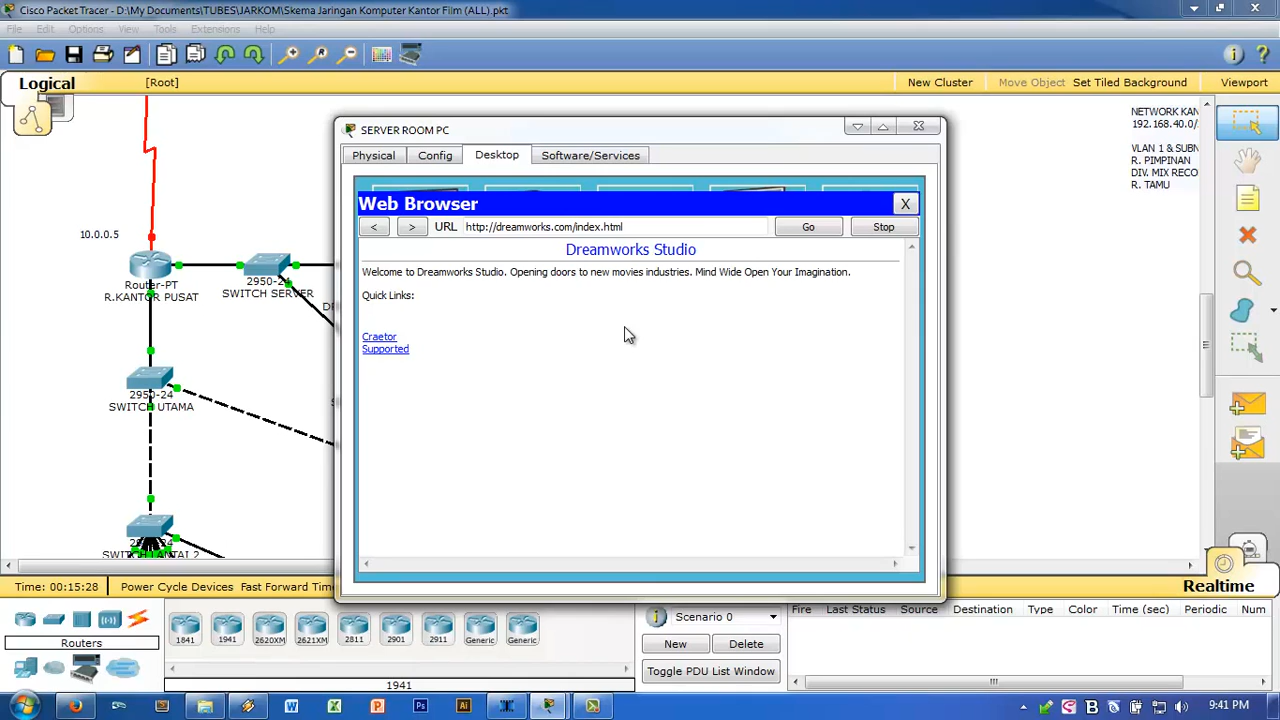 Cisco Packet Tracer - D:\My Documents\TUBES\JARKOM\Skema Jaringan Komputer Kantor Film (ALL).pkt
File Edit Options View Tools Extensions Help
Logical [Root] New Cluster Move Object Set Tiled Background Viewport
NETWORK KAN
192.168.40.0/
VLAN 1 & SUBN
R. PIMPINAN
DIV. MIX RECO
R. TAMU
SERVER ROOM PC
Physical Config Desktop Software/Services
Web Browser X
< > URL http://dreamworks.com/index.html Go Stop
Dreamworks Studio
Welcome to Dreamworks Studio. Opening doors to new movies industries. Mind Wide Open Your Imagination.
Quick Links:
Craetor
Supported
10.0.0.5
Router-PT
R.KANTOR PUSAT
2950-24
SWITCH SERVER
2950-24
SWITCH UTAMA
SWITCH LANTAI 2
Time: 00:15:28 Power Cycle Devices Fast Forward Time
Realtime
Routers
1841 1941 2620XM 2621XM 2811 2901 2911 Generic Generic
1941
Scenario 0
New Delete
Toggle PDU List Window
Fire Last Status Source Destination Type Color Time (sec) Periodic Num
9:41 PM